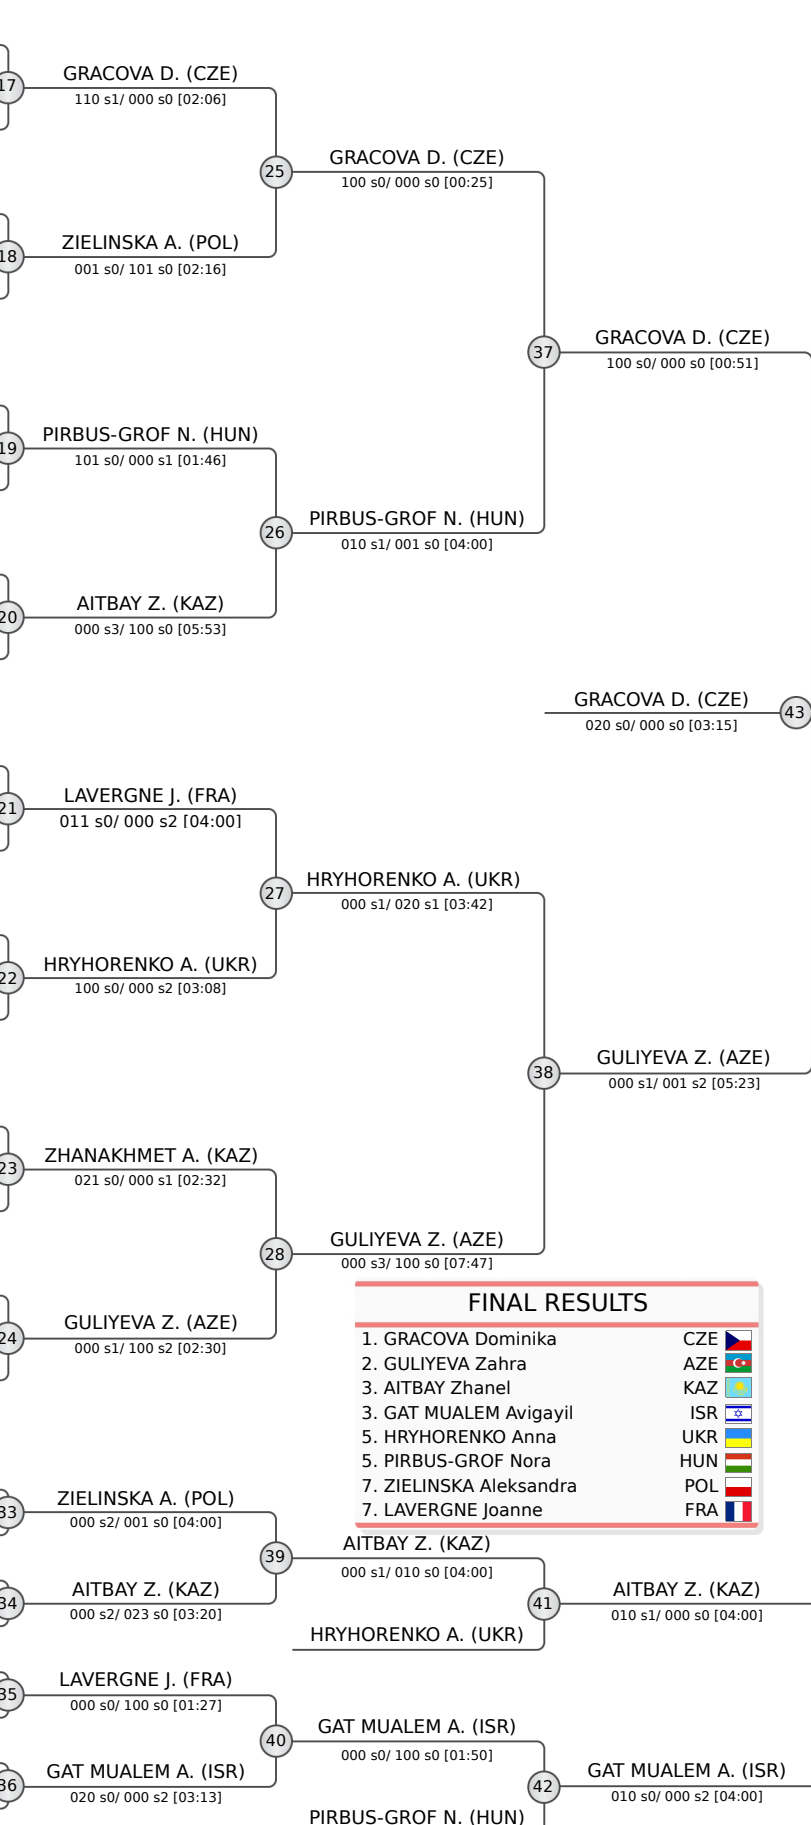 17
GRACOVA D. (CZE)
110 s1/ 000 s0 [02:06]
25
GRACOVA D. (CZE)
100 s0/ 000 s0 [00:25]
18
ZIELINSKA A. (POL)
001 s0/ 101 s0 [02:16]
37
GRACOVA D. (CZE)
100 s0/ 000 s0 [00:51]
19
PIRBUS-GROF N. (HUN)
101 s0/ 000 s1 [01:46]
26
PIRBUS-GROF N. (HUN)
010 s1/ 001 s0 [04:00]
20
AITBAY Z. (KAZ)
000 s3/ 100 s0 [05:53]
GRACOVA D. (CZE)
020 s0/ 000 s0 [03:15]
43
21
LAVERGNE J. (FRA)
011 s0/ 000 s2 [04:00]
27
HRYHORENKO A. (UKR)
000 s1/ 020 s1 [03:42]
22
HRYHORENKO A. (UKR)
100 s0/ 000 s2 [03:08]
38
GULIYEVA Z. (AZE)
000 s1/ 001 s2 [05:23]
23
ZHANAKHMET A. (KAZ)
021 s0/ 000 s1 [02:32]
28
GULIYEVA Z. (AZE)
000 s3/ 100 s0 [07:47]
24
GULIYEVA Z. (AZE)
000 s1/ 100 s2 [02:30]
FINAL RESULTS
1. GRACOVA Dominika CZE
2. GULIYEVA Zahra AZE
3. AITBAY Zhanel KAZ
3. GAT MUALEM Avigayil ISR
5. HRYHORENKO Anna UKR
5. PIRBUS-GROF Nora HUN
7. ZIELINSKA Aleksandra POL
7. LAVERGNE Joanne FRA
33
ZIELINSKA A. (POL)
000 s2/ 001 s0 [04:00]
39
AITBAY Z. (KAZ)
000 s1/ 010 s0 [04:00]
34
AITBAY Z. (KAZ)
000 s2/ 023 s0 [03:20]
41
AITBAY Z. (KAZ)
010 s1/ 000 s0 [04:00]
HRYHORENKO A. (UKR)
35
LAVERGNE J. (FRA)
000 s0/ 100 s0 [01:27]
40
GAT MUALEM A. (ISR)
000 s0/ 100 s0 [01:50]
36
GAT MUALEM A. (ISR)
020 s0/ 000 s2 [03:13]
42
GAT MUALEM A. (ISR)
010 s0/ 000 s2 [04:00]
PIRBUS-GROF N. (HUN)